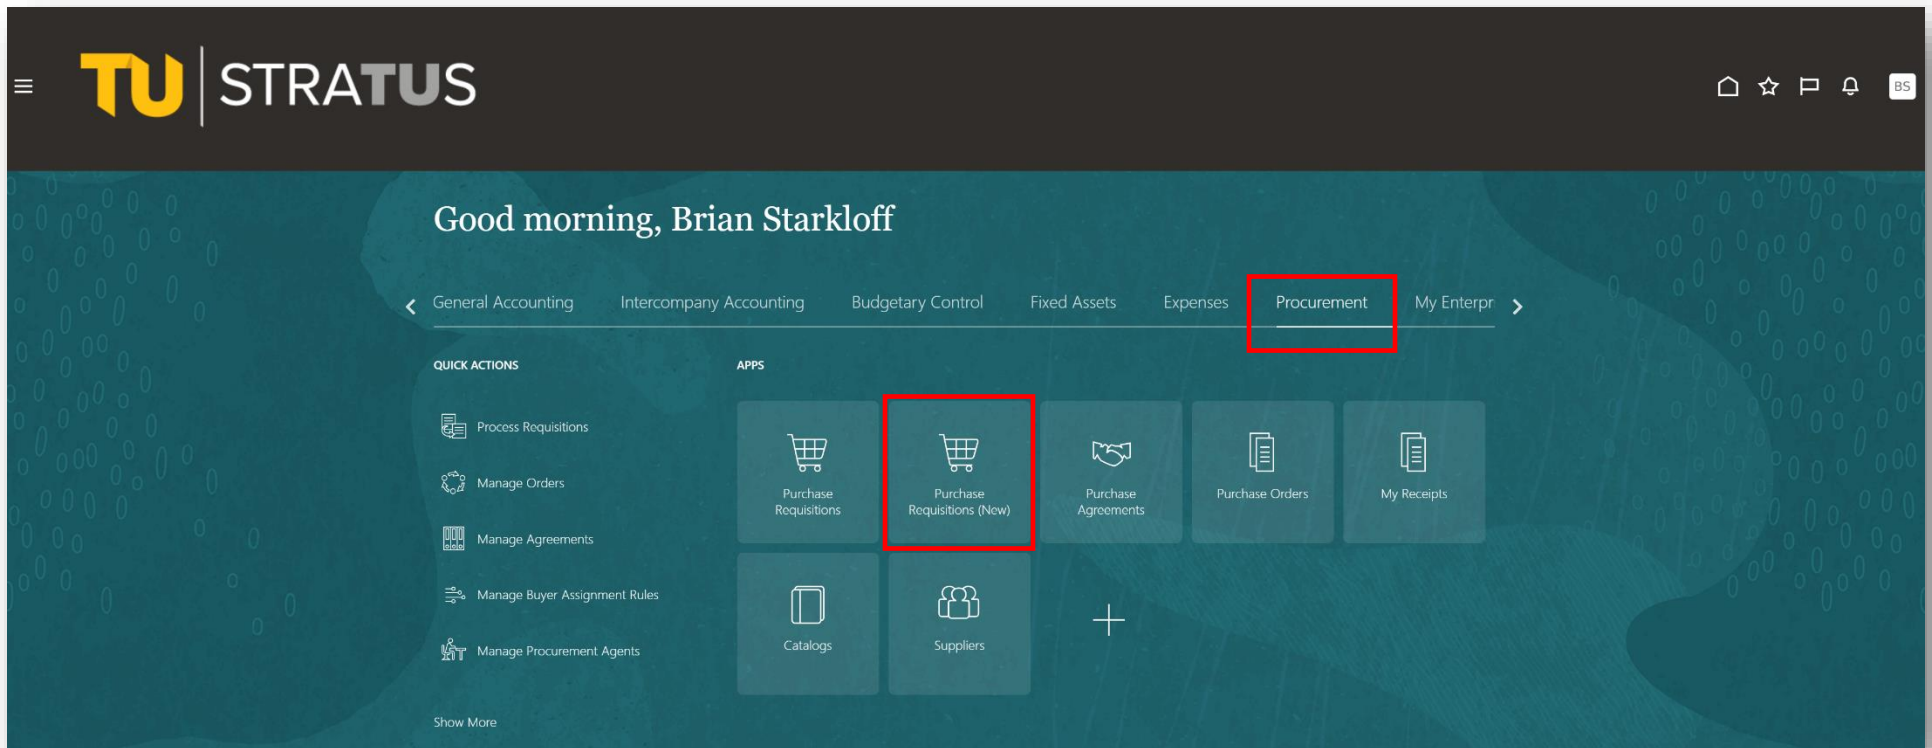 TU STRATUS
BS
Good morning, Brian Starkloff
General Accounting Intercompany Accounting Budgetary Control Fixed Assets Expenses Procurement My Enterpr
QUICK ACTIONS
Process Requisitions
Manage Orders
Manage Agreements
Manage Buyer Assignment Rules
Manage Procurement Agents
Show More
APPS
Purchase
Requisitions
Purchase
Requisitions (New)
Purchase
Agreements
Purchase Orders
My Receipts
Catalogs
Suppliers